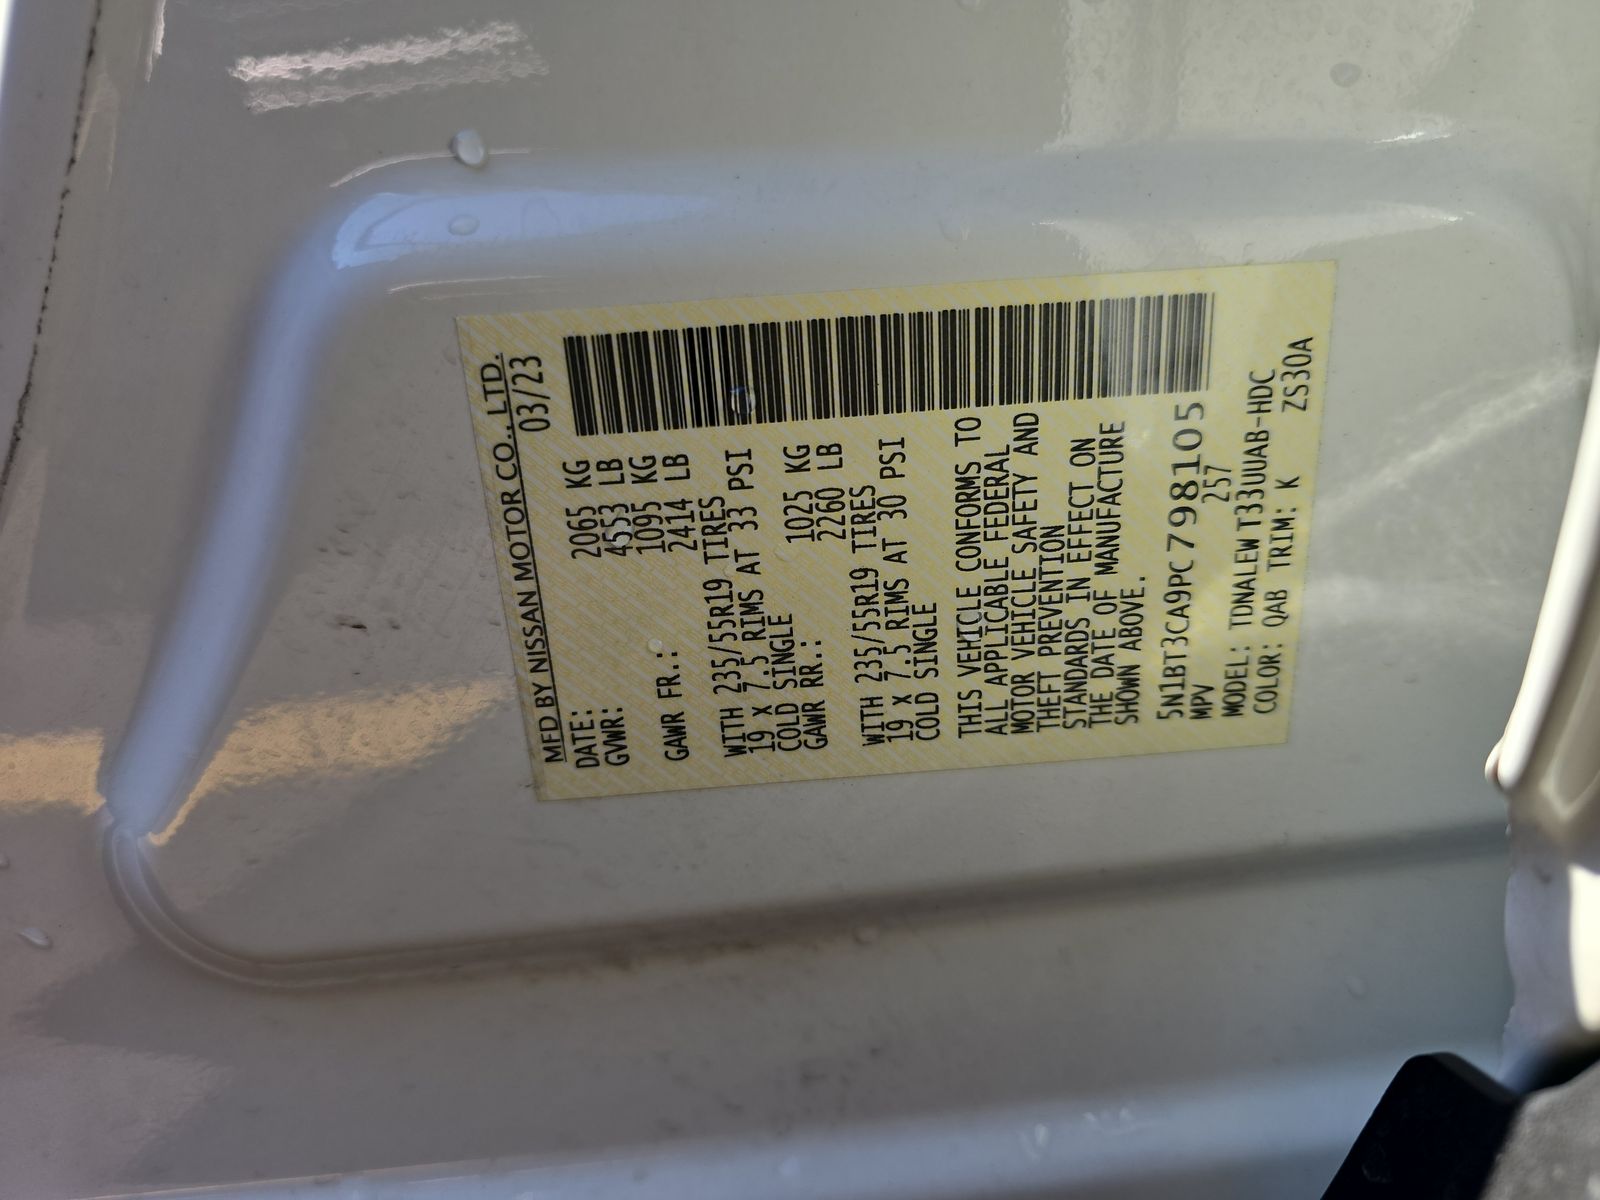 MFD BY NISSAN MOTOR CO., LTD.
DATE: 03/23
GVWR: 2065 KG
4553 LB
1095 KG
GAWR FR.: 2414 LB
WITH 235/55R19 TIRES
19 X 7.5 RIMS AT 33 PSI
COLD SINGLE
GAWR RR.: 1025 KG
2260 LB
WITH 235/55R19 TIRES
19 X 7.5 RIMS AT 30 PSI
COLD SINGLE
THIS VEHICLE CONFORMS TO
ALL APPLICABLE FEDERAL
MOTOR VEHICLE SAFETY AND
THEFT PREVENTION
STANDARDS IN EFFECT ON
THE DATE OF MANUFACTURE
SHOWN ABOVE.
5N1BT3CA9PC798105
MPV 257
MODEL: TDNALEW T33UUAB-HDC
COLOR: QAB TRIM: K ZS30A